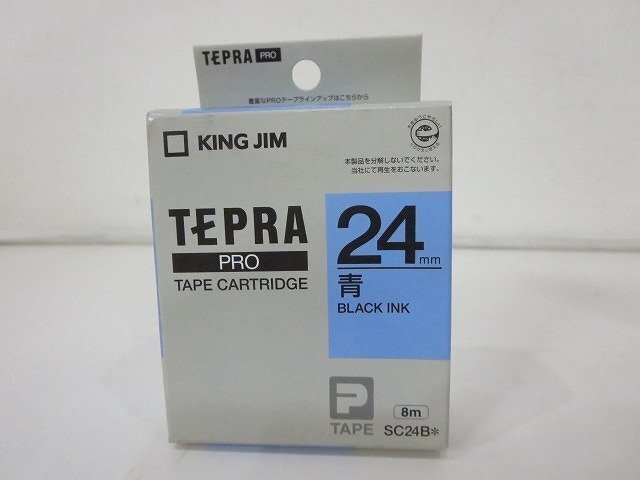 TEPRA PRO
豊富なPROテープラインアップはこちらから
KING JIM
本製品を分解しないでください。
当社にて再生をおこないます。
TEPRA
PRO
TAPE CARTRIDGE
24mm
青
BLACK INK
P
TAPE
8m
SC24B*